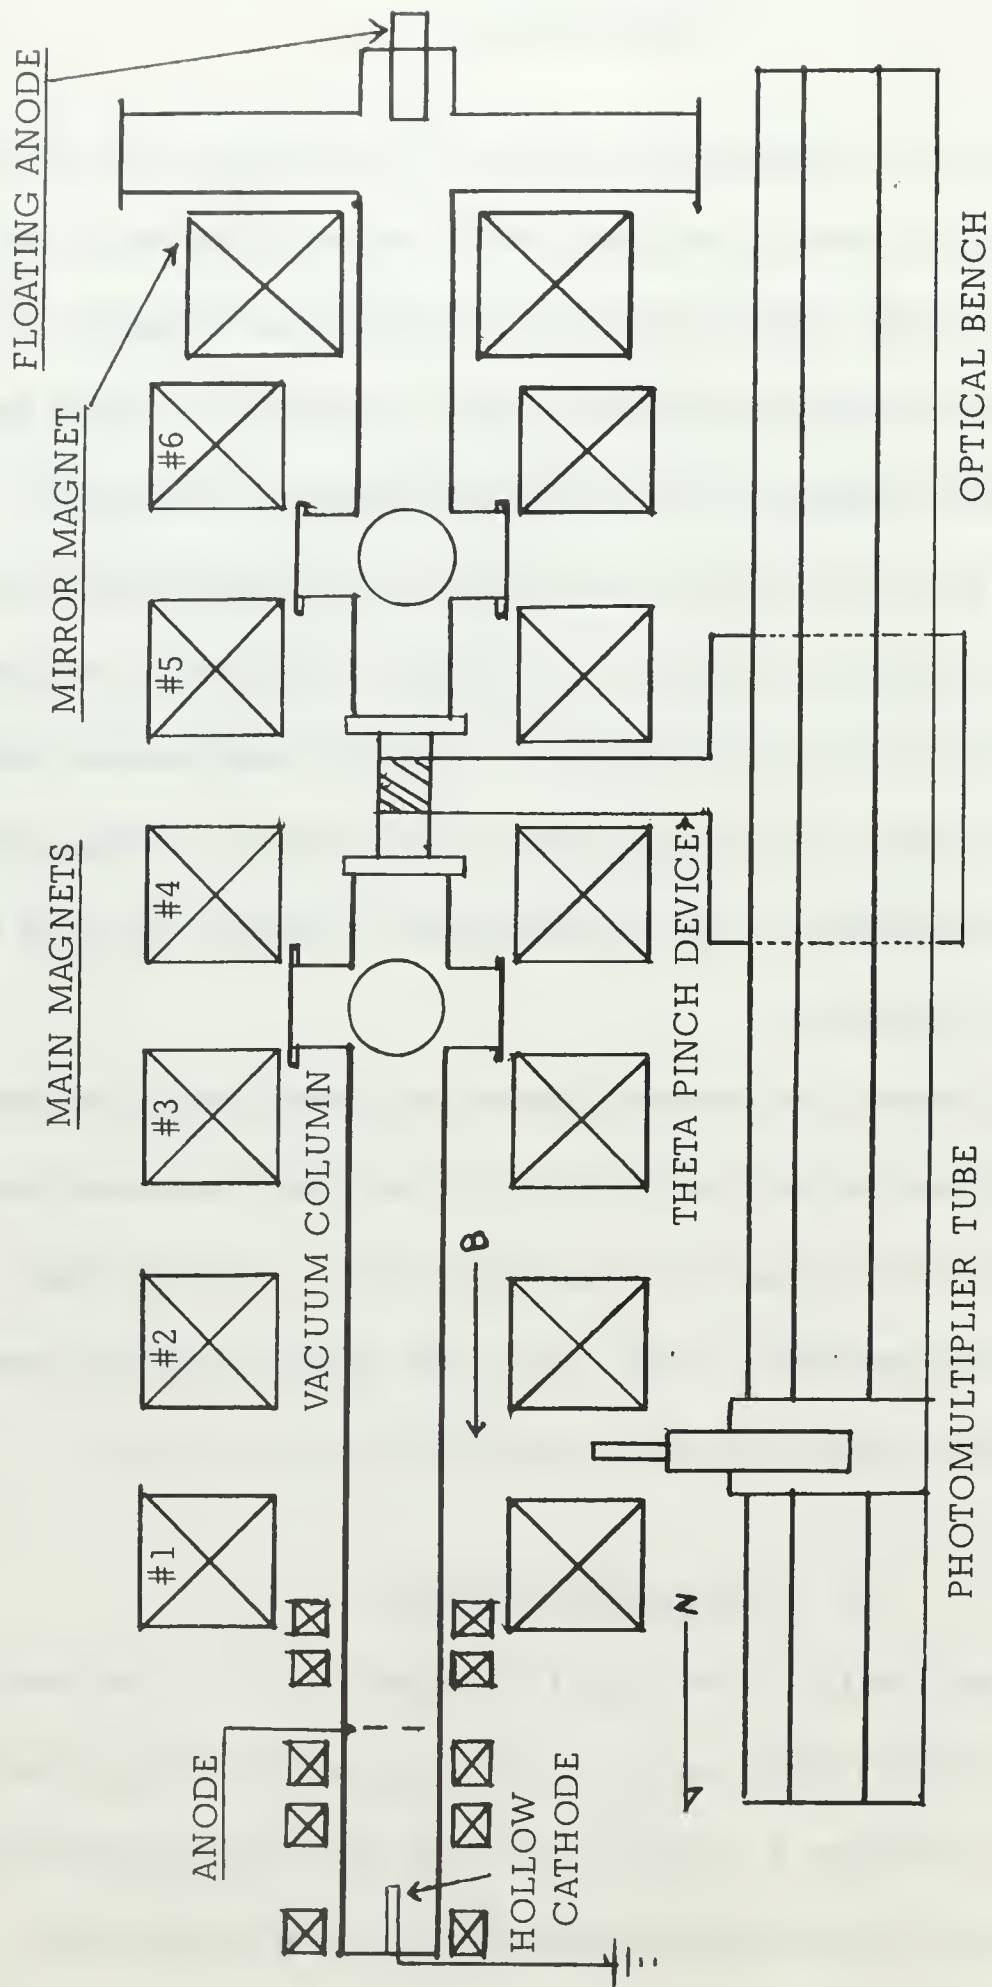 FLOATING ANODE
MIRROR MAGNET
MAIN MAGNETS
#1
#2
#3
#4
#5
#6
VACUUM COLUMN
B
ANODE
HOLLOW
CATHODE
THETA PINCH DEVICE
N
PHOTOMULTIPLIER TUBE
OPTICAL BENCH